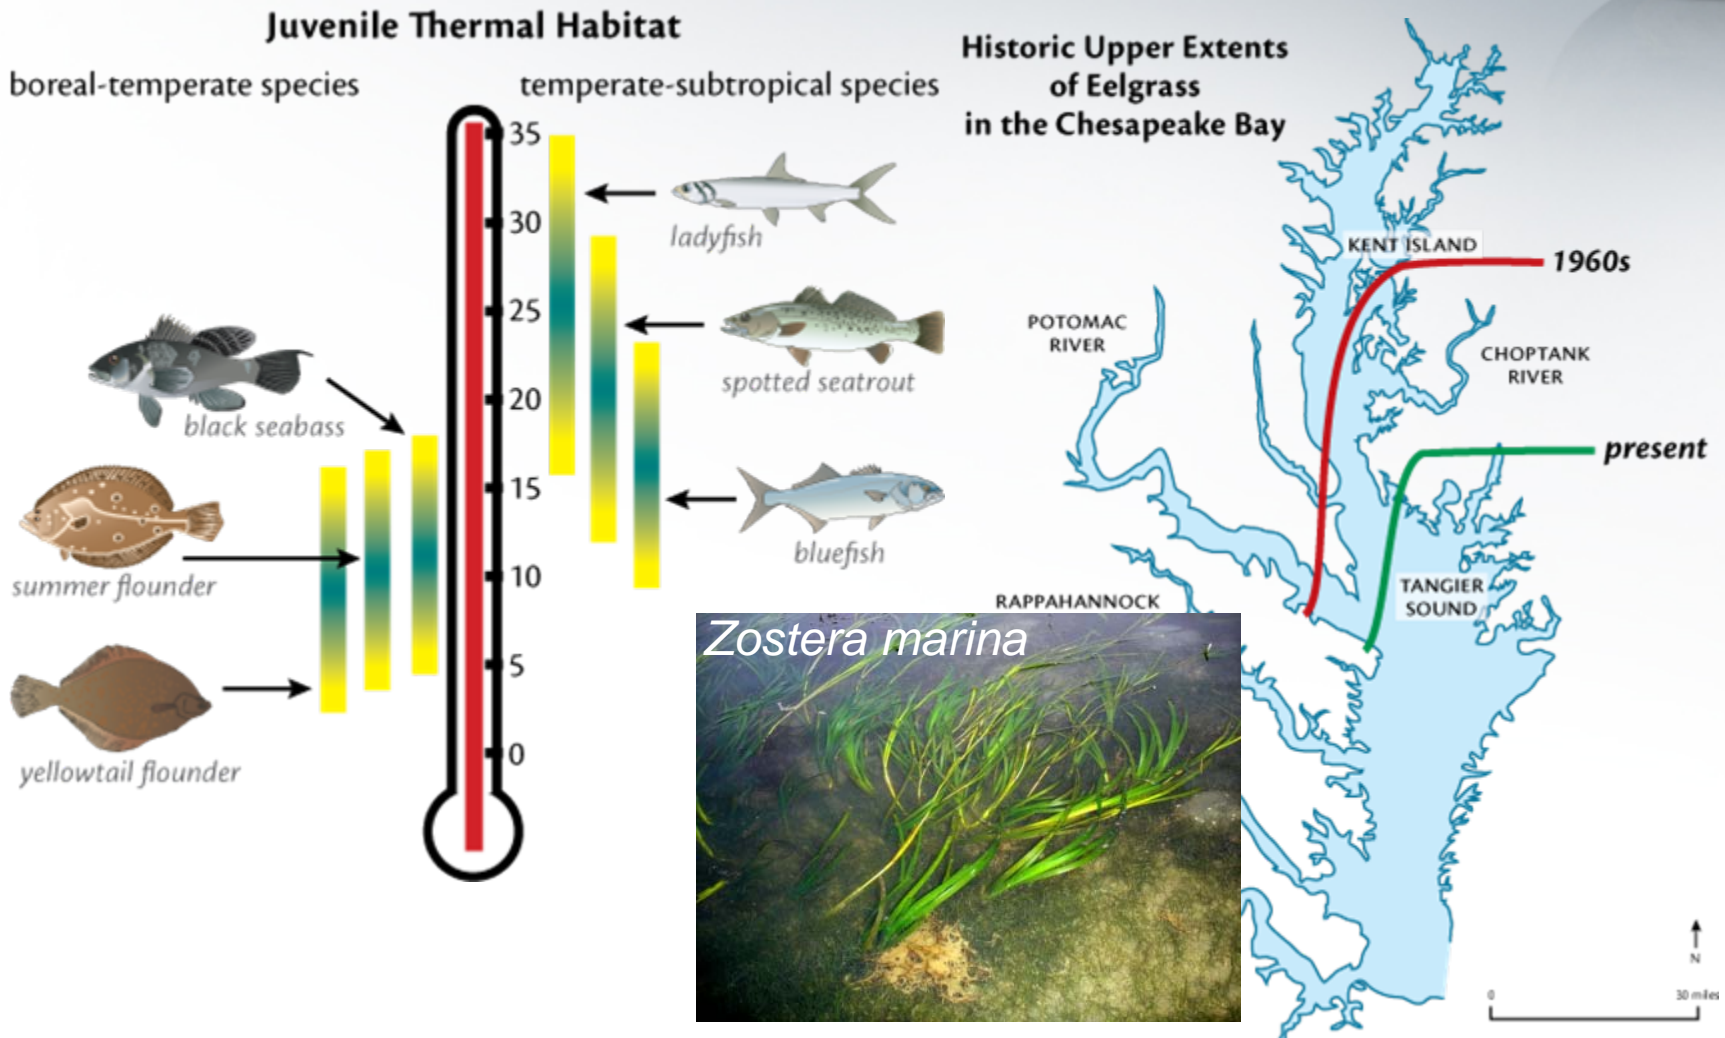 Juvenile Thermal Habitat
boreal-temperate species
temperate-subtropical species
35
30
25
20
15
10
5
0
black seabass
summer flounder
yellowtail flounder
ladyfish
spotted seatrout
bluefish
Historic Upper Extents
of Eelgrass
in the Chesapeake Bay
KENT ISLAND
1960s
POTOMAC
RIVER
CHOPTANK
RIVER
present
TANGIER
SOUND
RAPPAHANNOCK
Zostera marina
N
0
30 miles